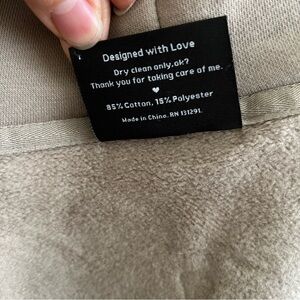 Designed with Love
Dry clean only.ok?
Thank you for taking care of me.
85% Cotton, 15% Polyester
Made in China. RN 131291.